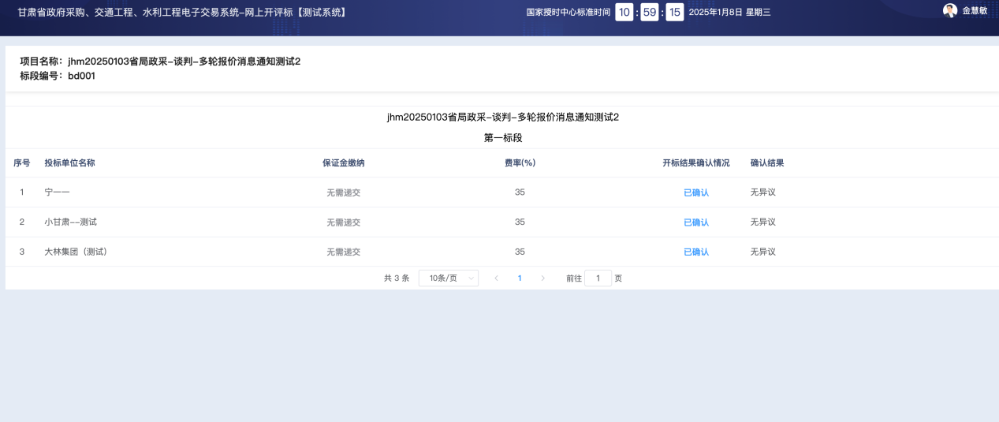 甘肃省政府采购、交通工程、水利工程电子交易系统-网上开评标【测试系统】 国家授时中心标准时间 10 : 59 : 15 2025年1月8日 星期三 金慧敏
项目名称: jhm20250103省局政采-谈判-多轮报价消息通知测试2
标段编号: bd001
jhm20250103省局政采-谈判-多轮报价消息通知测试2
第一标段
序号 投标单位名称 保证金缴纳 费率(%) 开标结果确认情况 确认结果
1 宁一一 无需递交 35 已确认 无异议
2 小甘肃--测试 无需递交 35 已确认 无异议
3 大林集团（测试） 无需递交 35 已确认 无异议
共 3 条 10条/页 1 前往 1 页